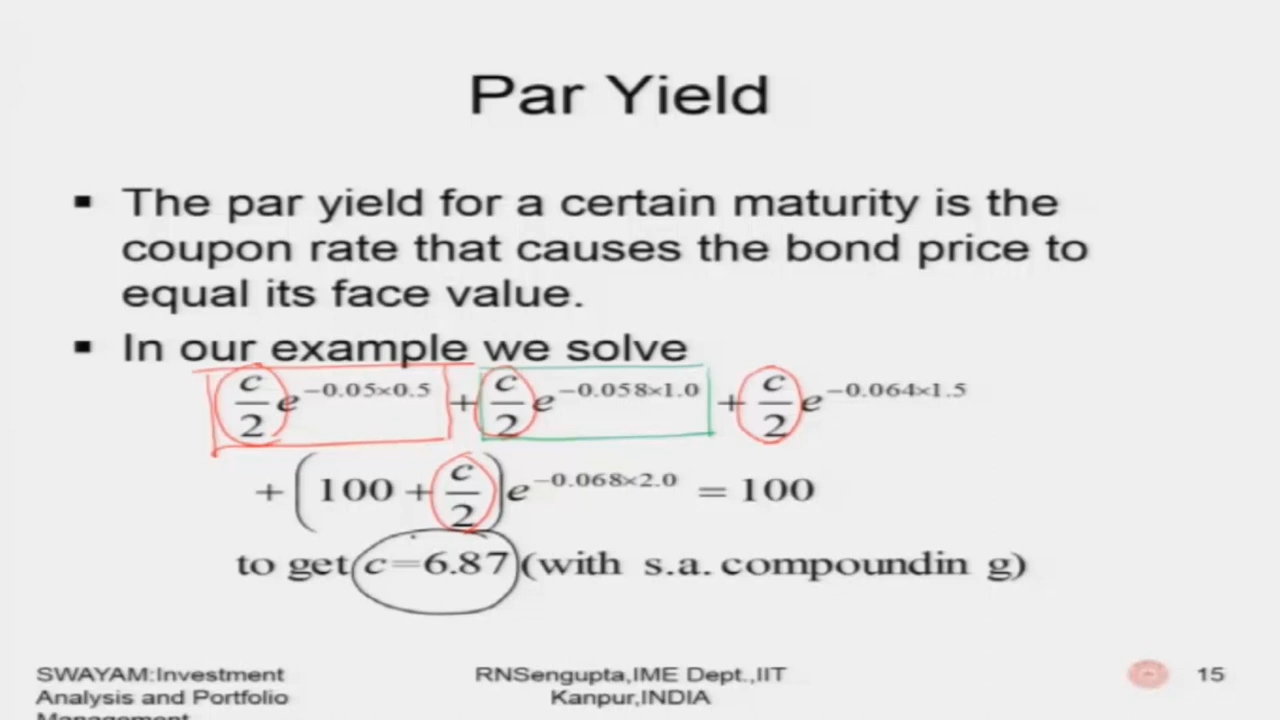 Par Yield
▪ The par yield for a certain maturity is the
coupon rate that causes the bond price to
equal its face value.
▪ In our example we solve
c/2 e^{-0.05×0.5} + c/2 e^{-0.058×1.0} + c/2 e^{-0.064×1.5}
+ (100 + c/2) e^{-0.068×2.0} = 100
to get c=6.87 (with s.a. compoundin g)
SWAYAM:Investment
Analysis and Portfolio
Management
RNSengupta,IME Dept.,IIT
Kanpur,INDIA
15